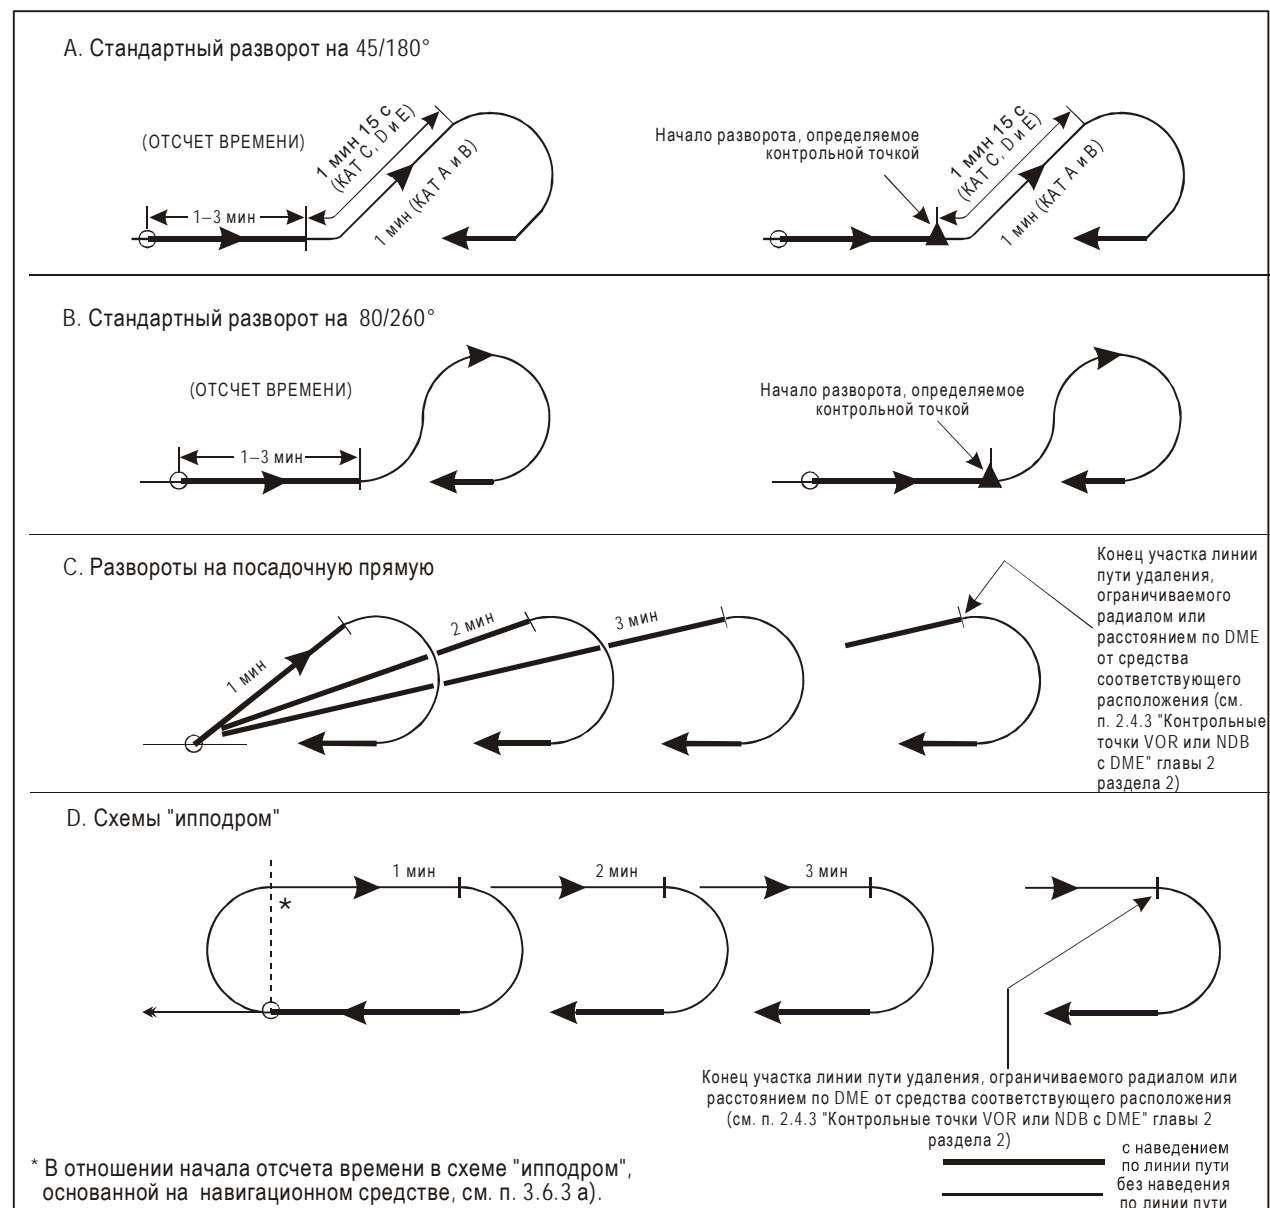 A. Стандартный разворот на 45/180°
(ОТСЧЕТ ВРЕМЕНИ)
1 мин 15 с
(КАТ C, D и E)
1 мин (КАТ A и B)
1–3 мин
Начало разворота, определяемое
контрольной точкой
1 мин 15 с
(КАТ C, D и E)
1 мин (КАТ A и B)
B. Стандартный разворот на 80/260°
(ОТСЧЕТ ВРЕМЕНИ)
1–3 мин
Начало разворота, определяемое
контрольной точкой
C. Развороты на посадочную прямую
1 мин
2 мин
3 мин
Конец участка линии
пути удаления,
ограничиваемого
радиалом или
расстоянием по DME
от средства
соответствующего
расположения (см.
п. 2.4.3 "Контрольные
точки VOR или NDB
с DME" главы 2
раздела 2)
D. Схемы "ипподром"
1 мин
2 мин
3 мин
*
Конец участка линии пути удаления, ограничиваемого радиалом или
расстоянием по DME от средства соответствующего расположения
(см. п. 2.4.3 "Контрольные точки VOR или NDB с DME" главы 2
раздела 2)
* В отношении начала отсчета времени в схеме "ипподром",
основанной на навигационном средстве, см. п. 3.6.3 а).
с наведением
по линии пути
без наведения
по линии пути